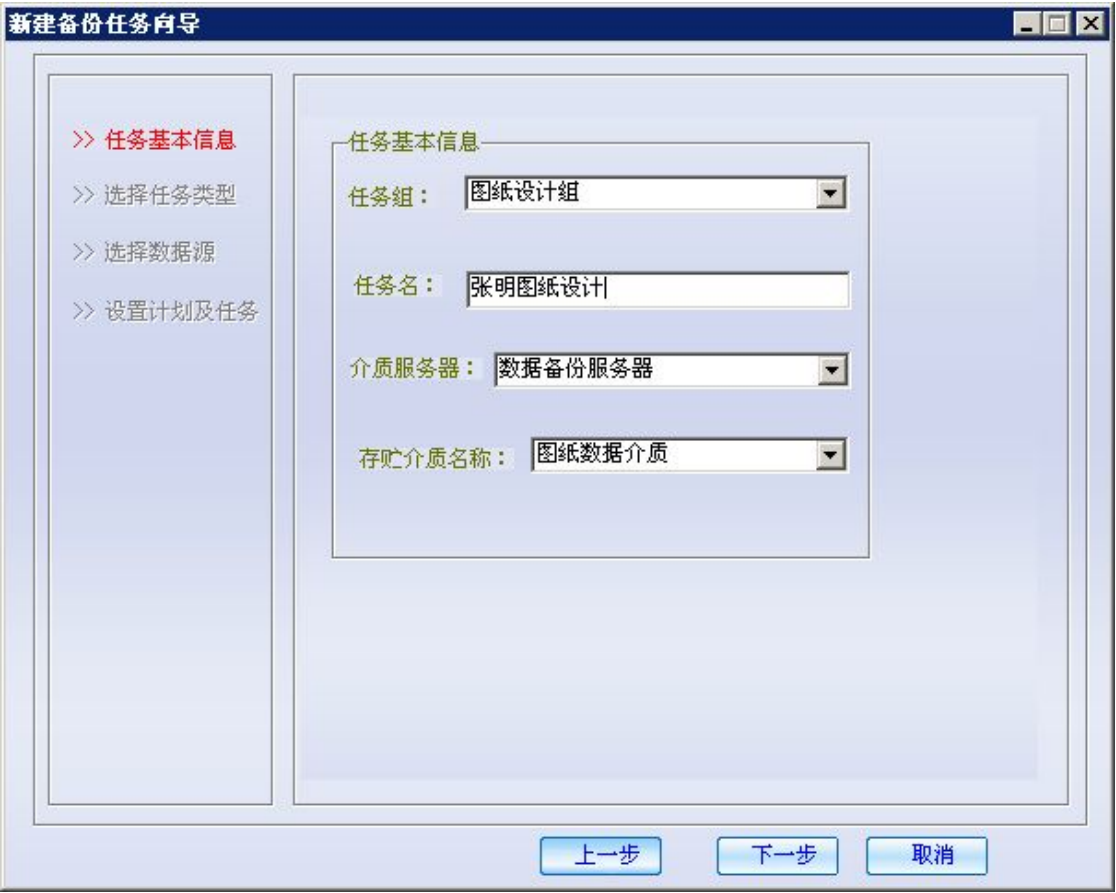 新建备份任务向导
>> 任务基本信息
>> 选择任务类型
>> 选择数据源
>> 设置计划及任务
任务基本信息
任务组： 图纸设计组
任务名： 张明图纸设计
介质服务器： 数据备份服务器
存贮介质名称： 图纸数据介质
上一步 下一步 取消